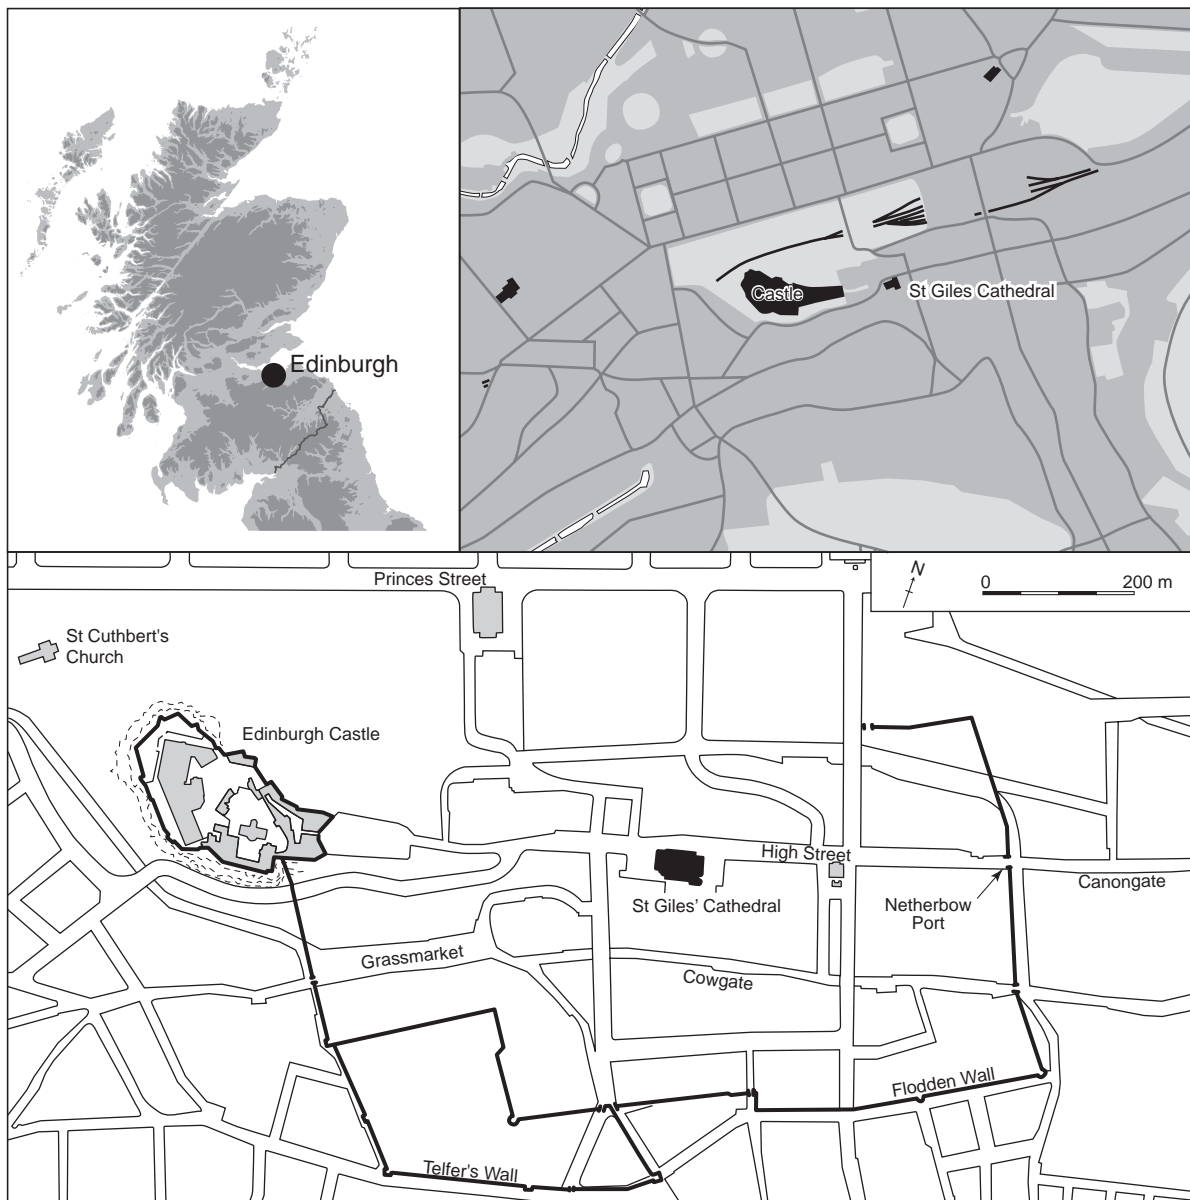 Edinburgh
Castle
St Giles Cathedral
Princes Street
N
0
200 m
St Cuthbert's
Church
Edinburgh Castle
High Street
Canongate
St Giles’ Cathedral
Netherbow
Port
Grassmarket
Cowgate
Flodden Wall
Telfer's Wall